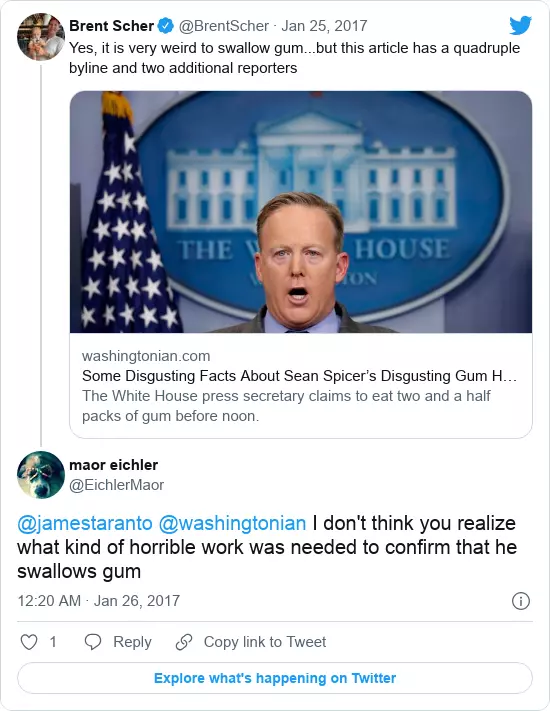 Brent Scher @BrentScher · Jan 25, 2017
Yes, it is very weird to swallow gum...but this article has a quadruple
byline and two additional reporters
THE W HOUSE
TON
washingtonian.com
Some Disgusting Facts About Sean Spicer’s Disgusting Gum H...
The White House press secretary claims to eat two and a half
packs of gum before noon.
maor eichler
@EichlerMaor
@jamestaranto @washingtonian I don't think you realize
what kind of horrible work was needed to confirm that he
swallows gum
12:20 AM · Jan 26, 2017
1 Reply Copy link to Tweet
Explore what's happening on Twitter